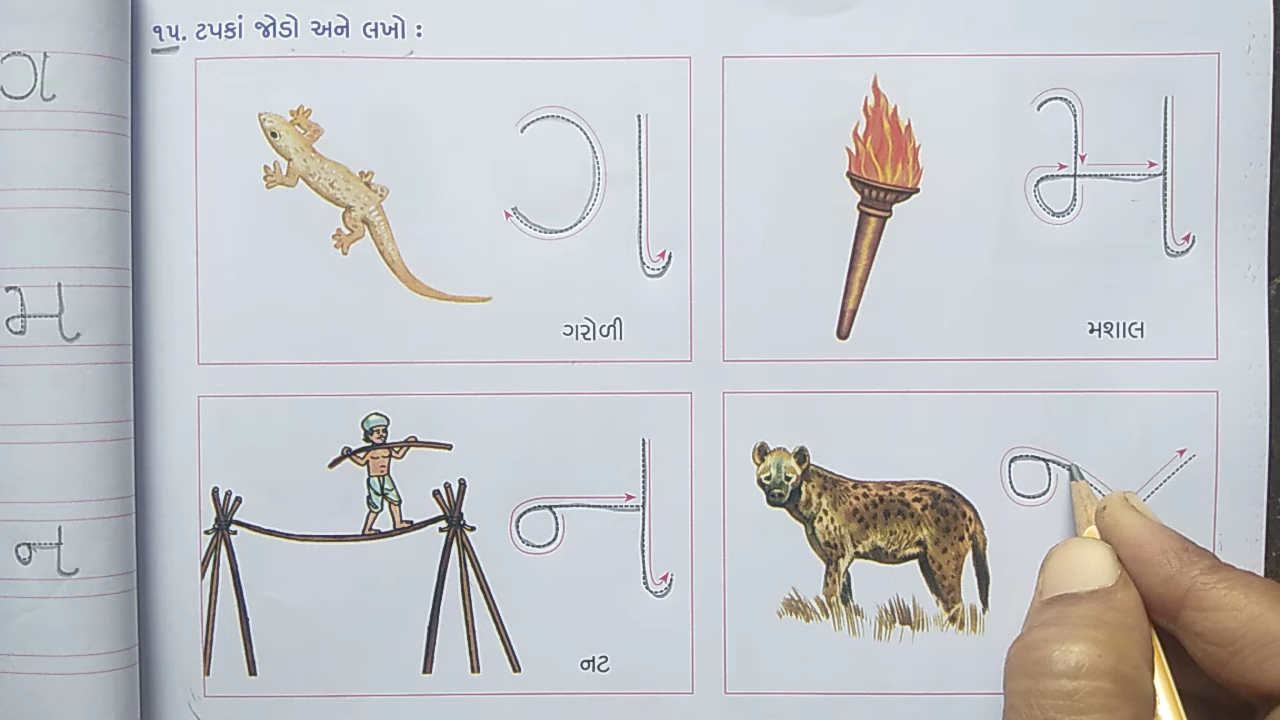 ૧૫. ટપકાં જોડો અને લખો :
ગ
ગ
મ
ગરોળી
મશાલ
મ
ન
ન
નટ